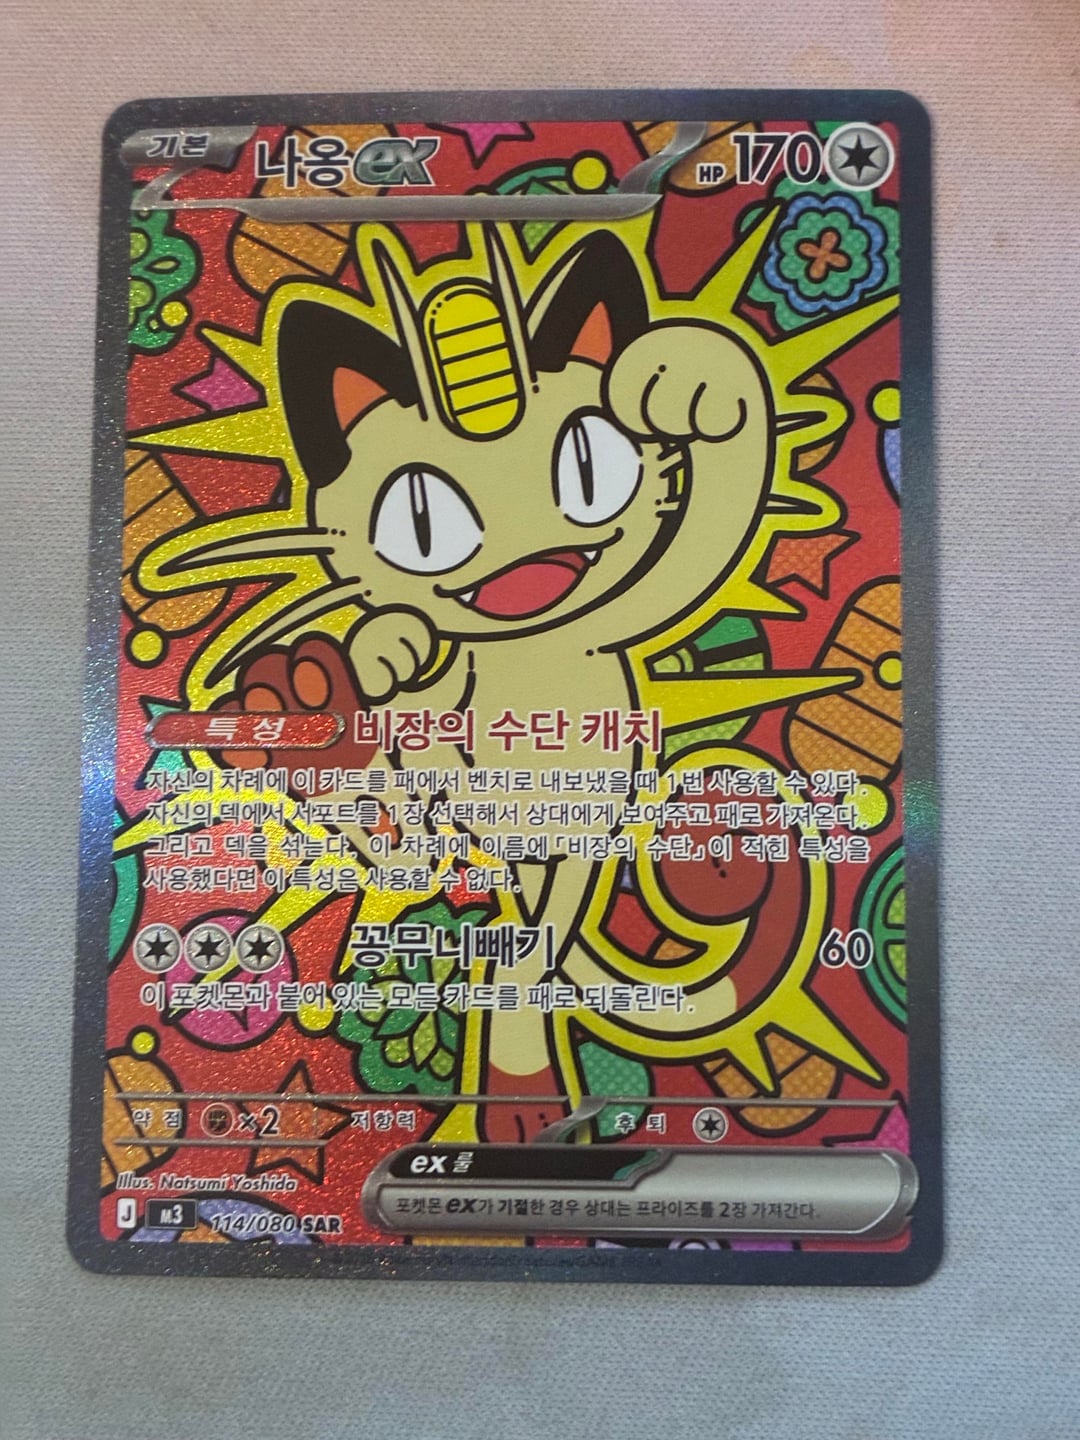 기본 나옹ex HP 170
특성 비장의 수단 캐치
자신의 차례에 이 카드를 패에서 벤치로 내보냈을 때 1번 사용할 수 있다.
자신의 덱에서 서포트를 1장 선택해서 상대에게 보여주고 패로 가져온다.
그리고 덱을 섞는다. 이 차례에 이름에 「비장의 수단」이 적힌 특성을
사용했다면 이 특성은 사용할 수 없다.
꽁무니빼기 60
이 포켓몬과 붙어 있는 모든 카드를 패로 되돌린다.
약점 ×2 저항력 후퇴
ex 룰
포켓몬 ex가 기절한 경우 상대는 프라이즈를 2장 가져간다.
Illus. Natsumi Yoshida
J M3 114/080 SAR